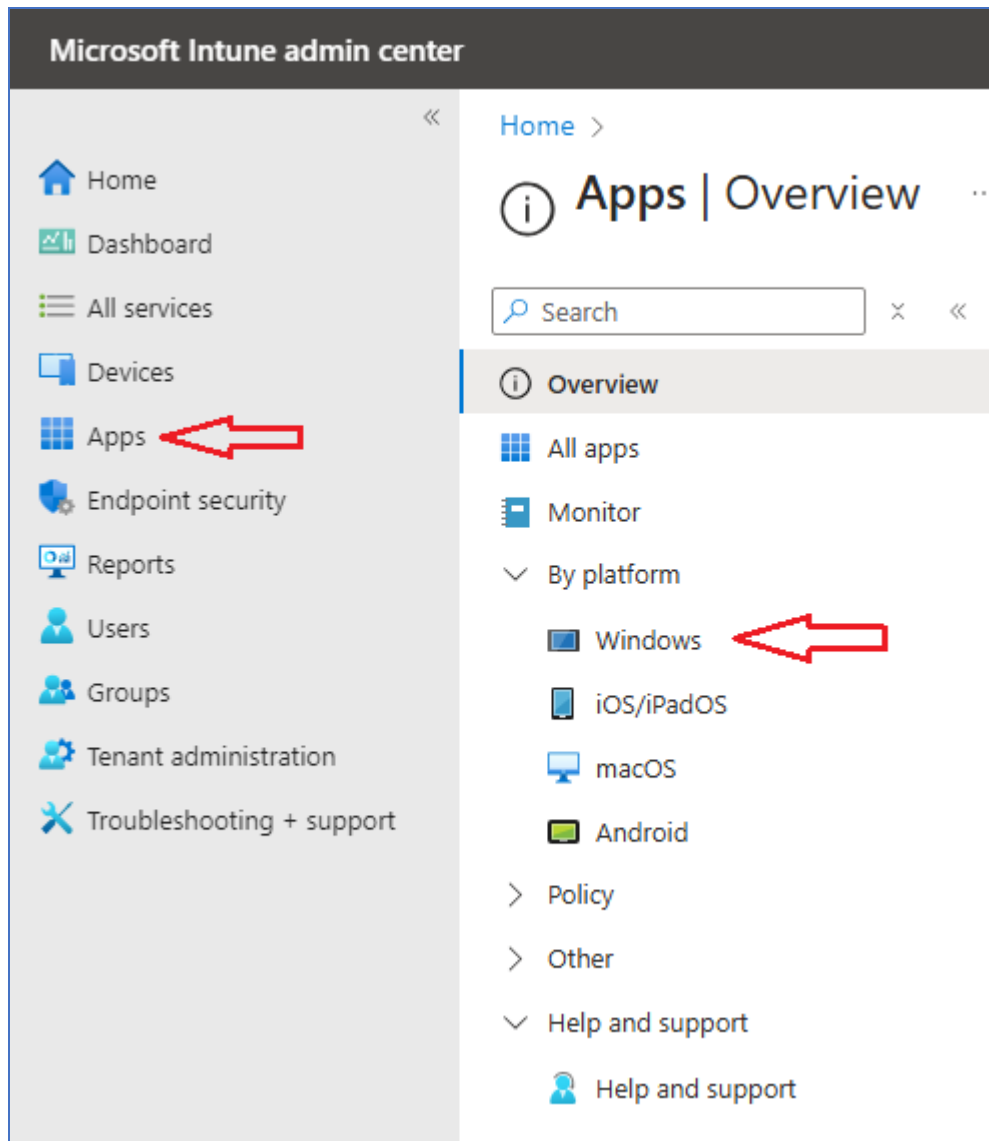 Microsoft Intune admin center
Home
Dashboard
All services
Devices
Apps
Endpoint security
Reports
Users
Groups
Tenant administration
Troubleshooting + support
Home >
Apps | Overview
Search
Overview
All apps
Monitor
By platform
Windows
iOS/iPadOS
macOS
Android
Policy
Other
Help and support
Help and support